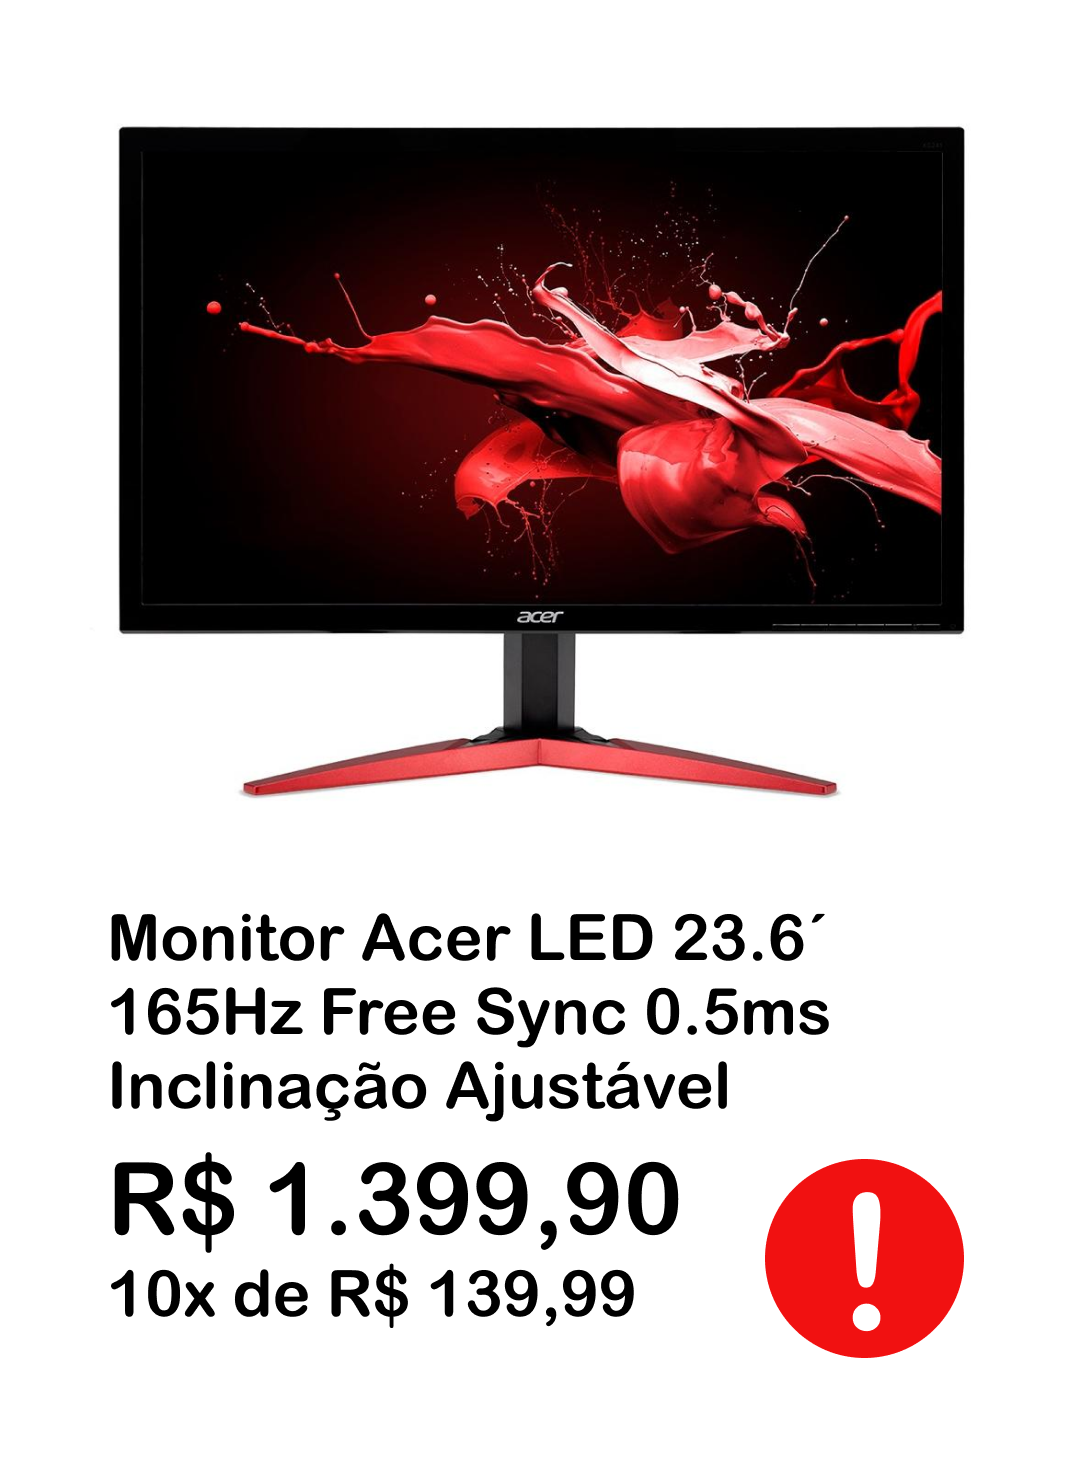 acer
Monitor Acer LED 23.6´
165Hz Free Sync 0.5ms
Inclinação Ajustável
R$ 1.399,90
10x de R$ 139,99
!